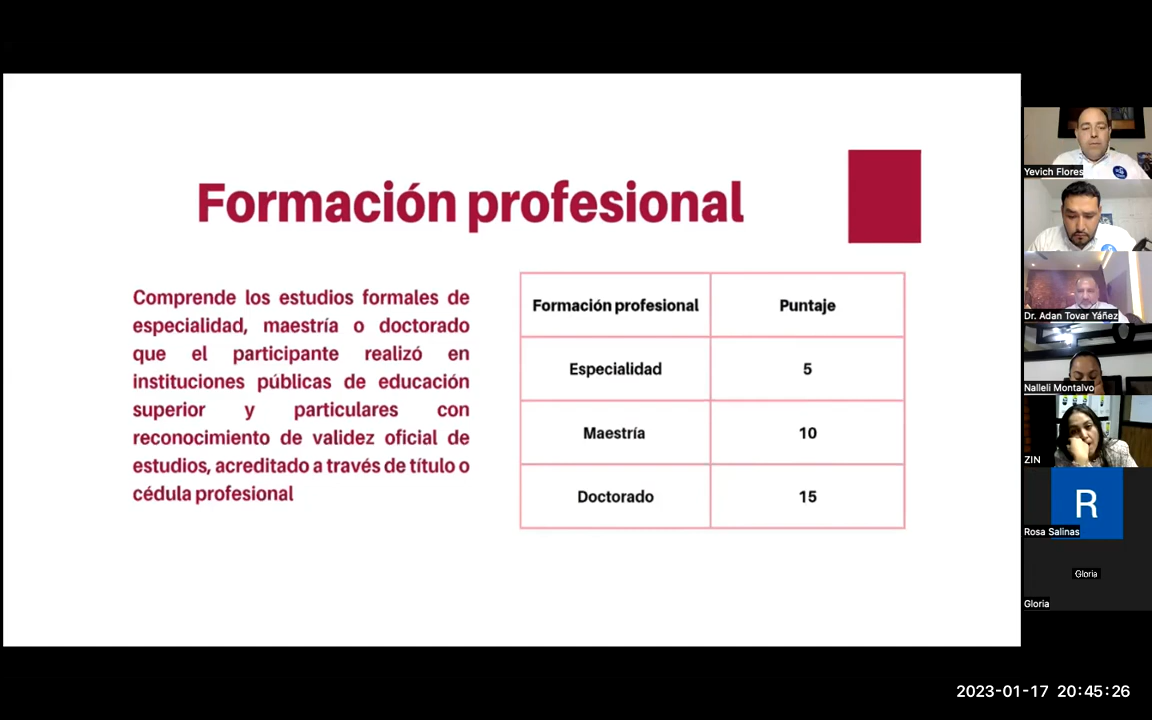 Formación profesional
Comprende los estudios formales de
especialidad, maestría o doctorado
que el participante realizó en
instituciones públicas de educación
superior y particulares con
reconocimiento de validez oficial de
estudios, acreditado a través de título o
cédula profesional
Formación profesional Puntaje
Especialidad 5
Maestría 10
Doctorado 15
Yevich Flores
Dr. Adan Tovar Yáñez
Nalleli Montalvo
ZIN
R
Rosa Salinas
Gloria
Gloria
2023-01-17 20:45:26